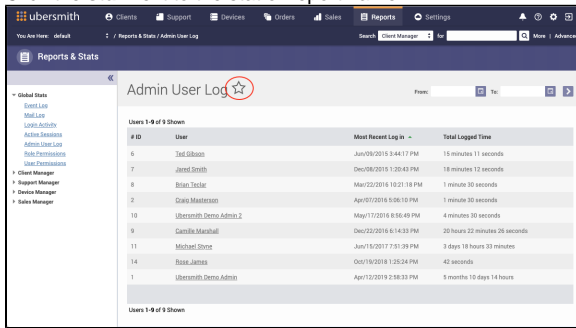 ubersmith Clients Support Devices Orders Sales Reports Settings
You Are Here: default / Reports & Stats / Admin User Log Search Client Manager for More | Advance
Reports & Stats
Global Stats
Event Log
Mail Log
Login Activity
Active Sessions
Admin User Log
Role Permissions
User Permissions
Client Manager
Support Manager
Device Manager
Sales Manager
Admin User Log From: To:
Users 1-9 of 9 Shown
# ID User Most Recent Log in Total Logged Time
6 Ted Gibson Jun/09/2015 3:44:17 PM 15 minutes 11 seconds
7 Jared Smith Dec/08/2015 1:20:43 PM 18 minutes 12 seconds
8 Brian Teclar Mar/22/2016 10:21:18 PM 1 minute 30 seconds
2 Craig Masterson Apr/07/2016 5:06:10 PM 1 minute 30 seconds
10 Ubersmith Demo Admin 2 May/17/2016 8:56:49 PM 4 minutes 30 seconds
9 Camille Marshall Dec/22/2016 6:14:33 PM 20 hours 22 minutes 26 seconds
11 Michael Styne Jun/15/2017 7:51:39 PM 3 days 18 hours 33 minutes
14 Rose James Oct/19/2018 1:25:24 PM 42 seconds
1 Ubersmith Demo Admin Apr/12/2019 2:58:33 PM 5 months 10 days 14 hours
Users 1-9 of 9 Shown